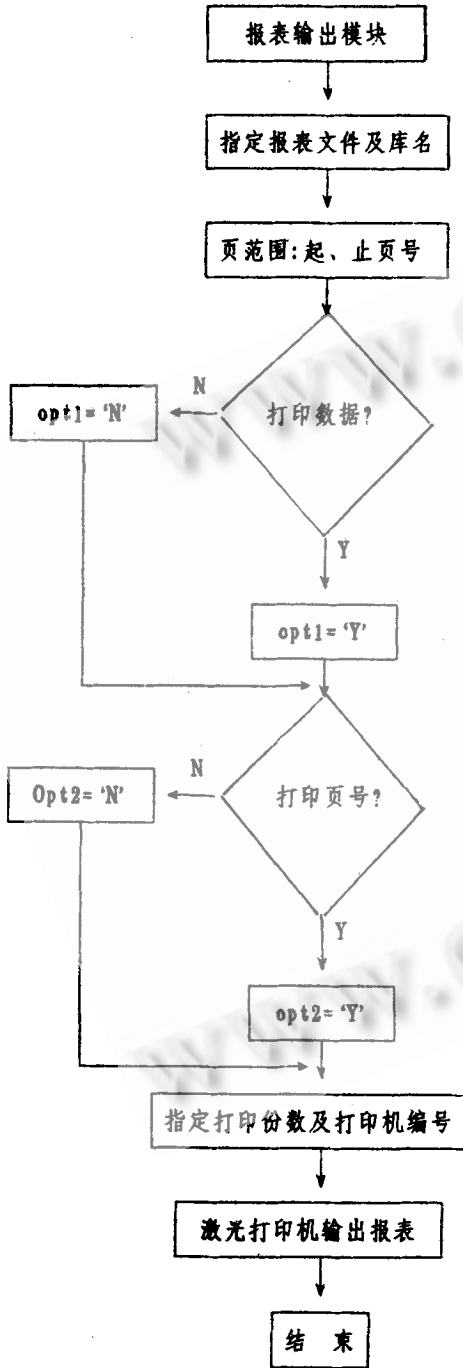 报表输出模块
指定报表文件及库名
页范围:起、止页号
N
opt1=‘N’
打印数据?
Y
opt1=‘Y’
N
Opt2=‘N’
打印页号?
Y
opt2=‘Y’
指定打印份数及打印机编号
激光打印机输出报表
结 束